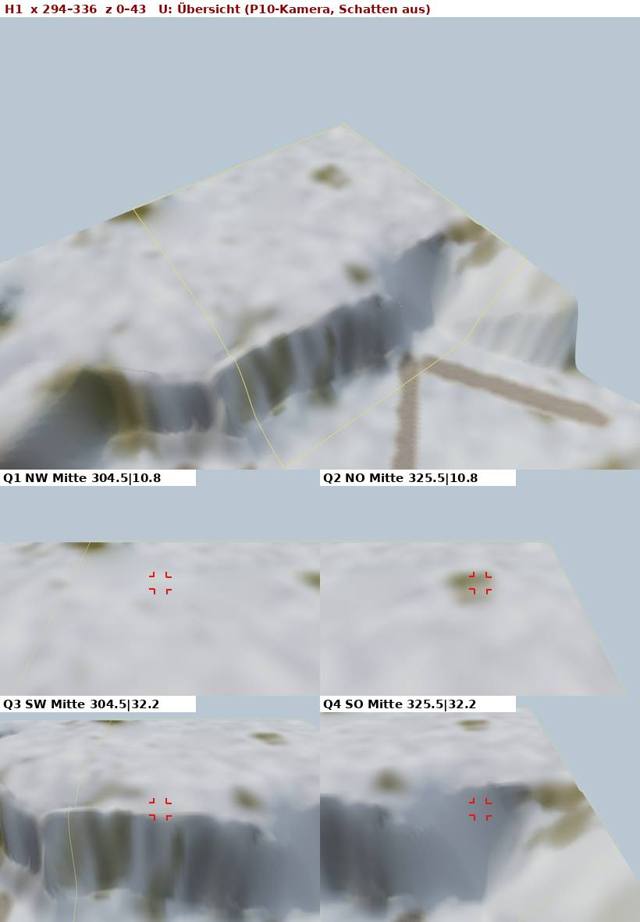 H1 x 294–336 z 0–43 U: Übersicht (P10-Kamera, Schatten aus)
Q1 NW Mitte 304.5|10.8
Q2 NO Mitte 325.5|10.8
Q3 SW Mitte 304.5|32.2
Q4 SO Mitte 325.5|32.2